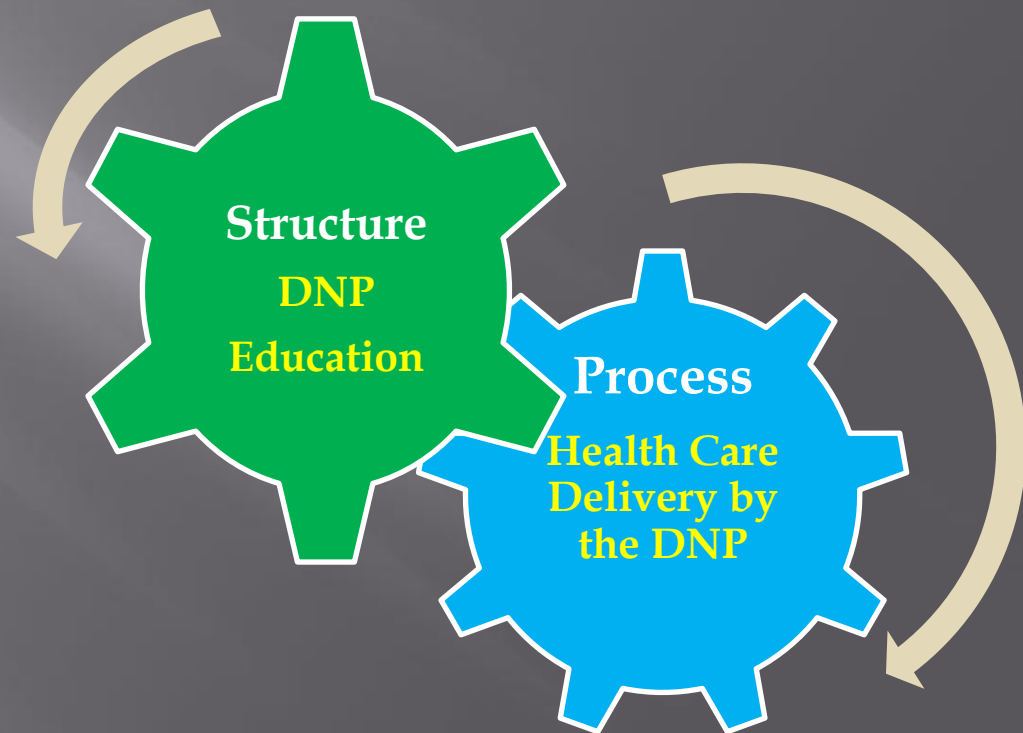 Structure
DNP
Education
Process
Health Care
Delivery by
the DNP